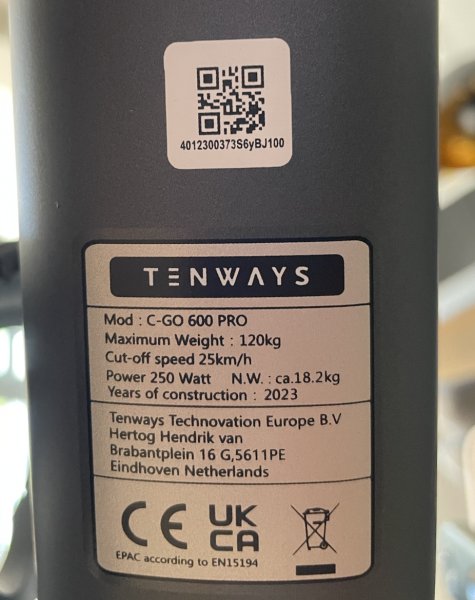 4012300373S6yBJ100
TENWAYS
Mod : C-GO 600 PRO
Maximum Weight : 120kg
Cut-off speed 25km/h
Power 250 Watt N.W. : ca.18.2kg
Years of construction : 2023
Tenways Technovation Europe B.V
Hertog Hendrik van
Brabantplein 16 G,5611PE
Eindhoven Netherlands
CE UK
CA
EPAC according to EN15194